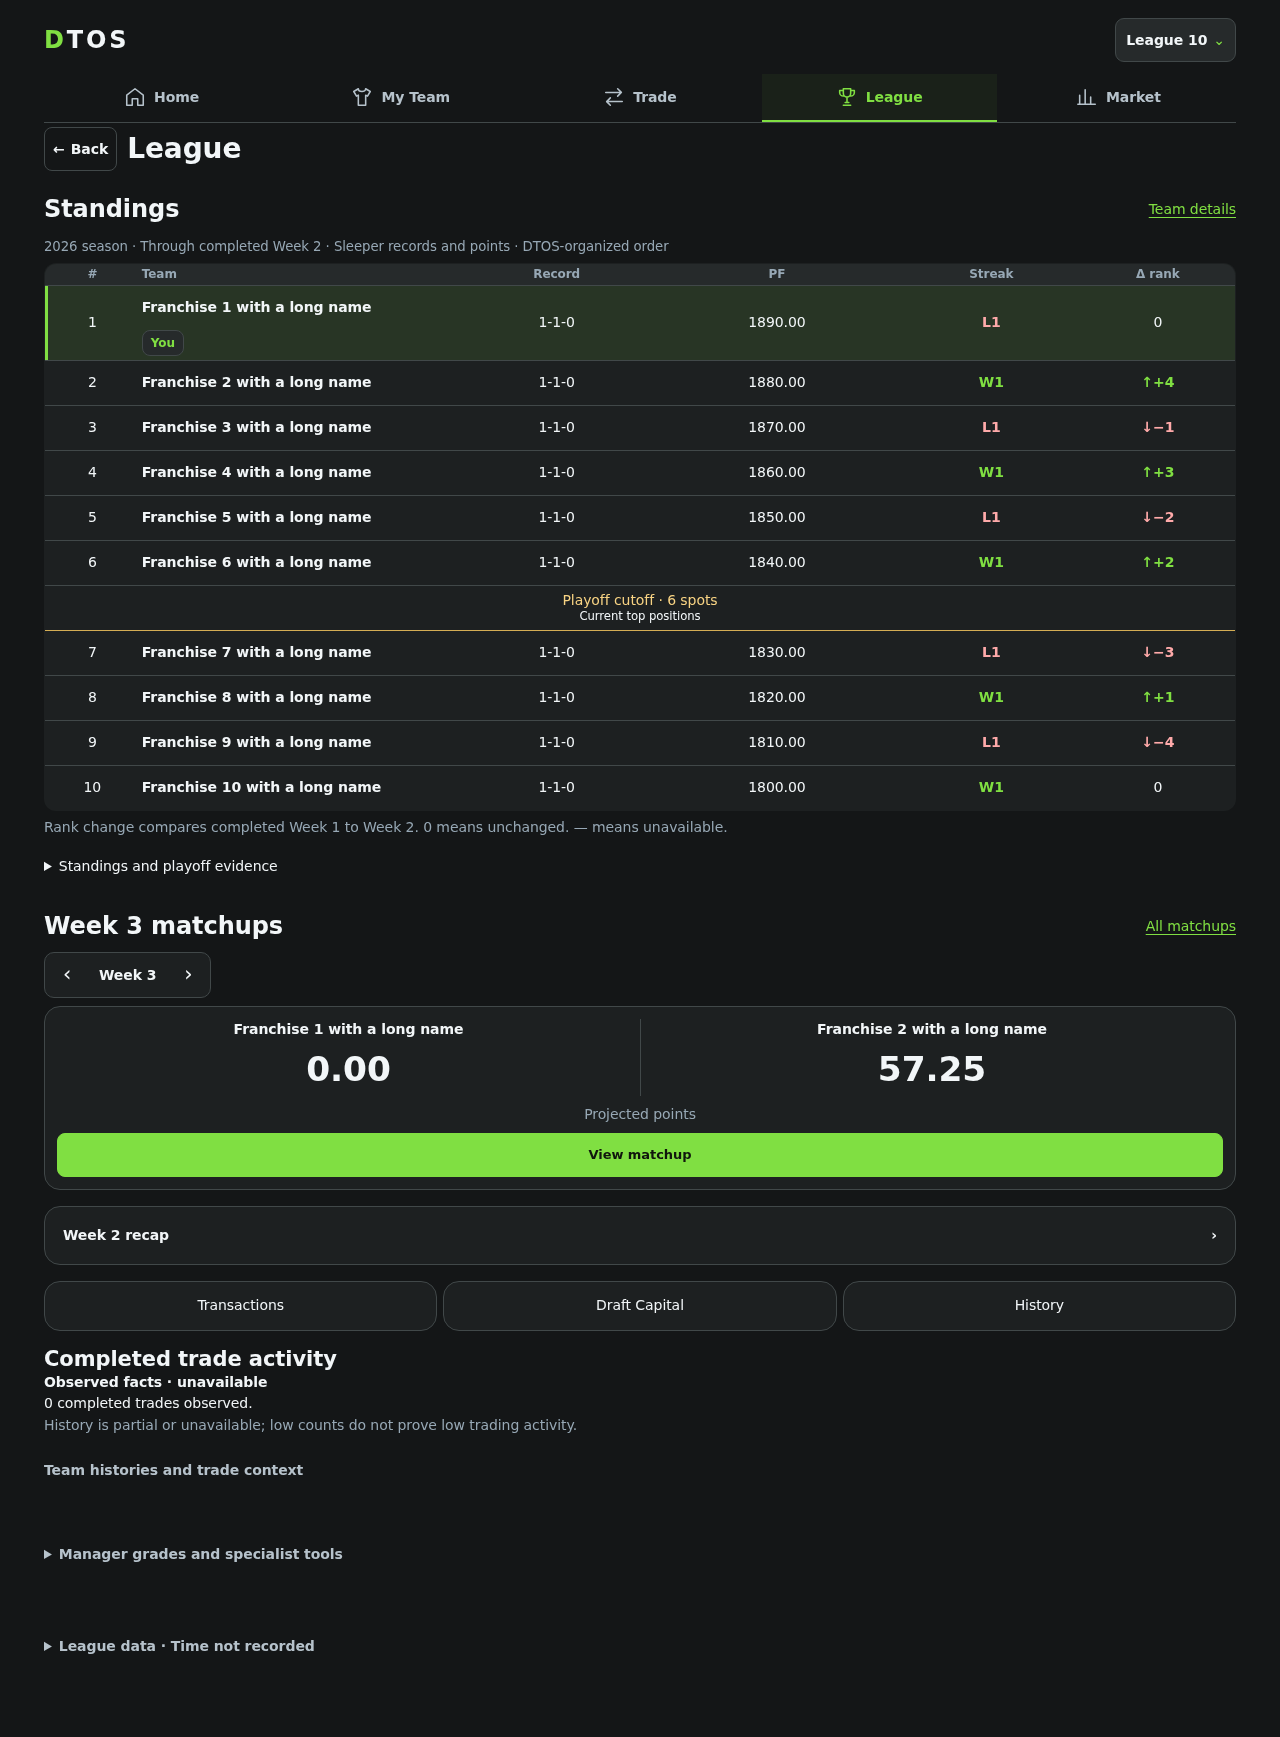 DTOS
League 10 ⌄
Home
My Team
Trade
League
Market
← Back
League
Standings
Team details
2026 season · Through completed Week 2 · Sleeper records and points · DTOS-organized order
# Team Record PF Streak Δ rank
1 Franchise 1 with a long name 1-1-0 1890.00 L1 0
You
2 Franchise 2 with a long name 1-1-0 1880.00 W1 ↑+4
3 Franchise 3 with a long name 1-1-0 1870.00 L1 ↓−1
4 Franchise 4 with a long name 1-1-0 1860.00 W1 ↑+3
5 Franchise 5 with a long name 1-1-0 1850.00 L1 ↓−2
6 Franchise 6 with a long name 1-1-0 1840.00 W1 ↑+2
Playoff cutoff · 6 spots
Current top positions
7 Franchise 7 with a long name 1-1-0 1830.00 L1 ↓−3
8 Franchise 8 with a long name 1-1-0 1820.00 W1 ↑+1
9 Franchise 9 with a long name 1-1-0 1810.00 L1 ↓−4
10 Franchise 10 with a long name 1-1-0 1800.00 W1 0
Rank change compares completed Week 1 to Week 2. 0 means unchanged. — means unavailable.
▶ Standings and playoff evidence
Week 3 matchups
All matchups
‹ Week 3 ›
Franchise 1 with a long name
0.00
Franchise 2 with a long name
57.25
Projected points
View matchup
Week 2 recap ›
Transactions
Draft Capital
History
Completed trade activity
Observed facts · unavailable
0 completed trades observed.
History is partial or unavailable; low counts do not prove low trading activity.
Team histories and trade context
▶ Manager grades and specialist tools
▶ League data · Time not recorded